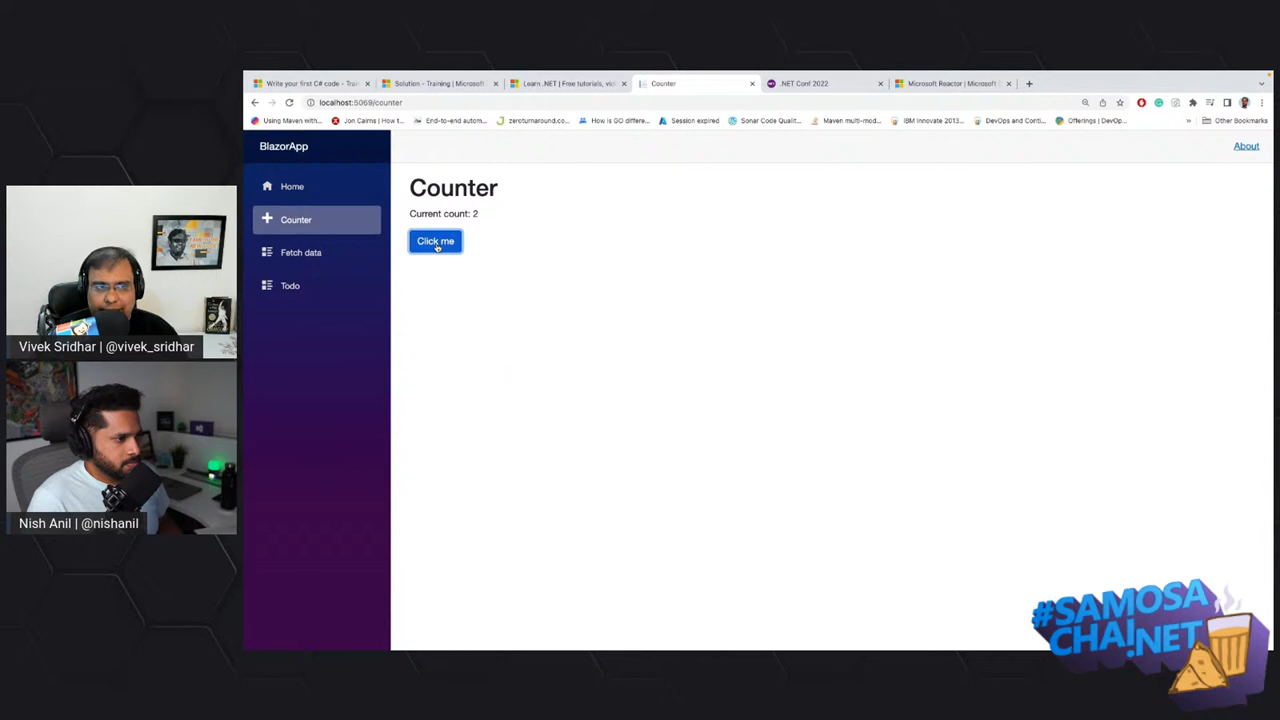 Write your first C# code - Trai
Solution - Training | Microsoft
Learn .NET | Free tutorials, vid
Counter
.NET Conf 2022
Microsoft Reactor | Microsoft
localhost:5069/counter
Using Maven with...
Jon Cairns | How t...
End-to-end autom...
zeroturnaround.co...
How is GO differe...
Session expired
Sonar Code Qualit...
Maven multi-mod...
IBM Innovate 2013...
DevOps and Conti...
Offerings | DevOp...
»
Other Bookmarks
BlazorApp
About
Home
Counter
Fetch data
Todo
Counter
Current count: 2
Click me
Vivek Sridhar | @vivek_sridhar
Nish Anil | @nishanil
#SAMOSA
CHAI.NET